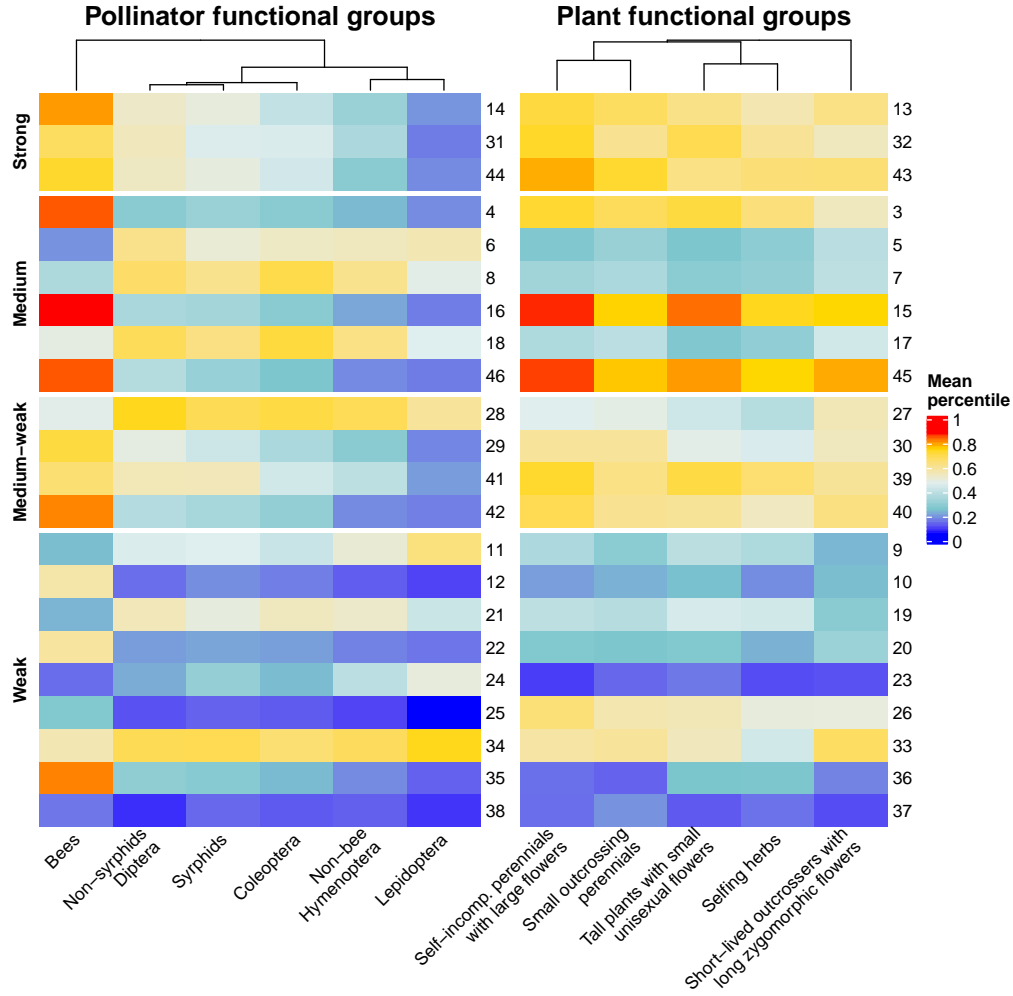 Pollinator functional groups
Plant functional groups
Strong
14
31
44
13
32
43
Medium
4
6
8
16
18
46
3
5
7
15
17
45
Medium−weak
28
29
41
42
27
30
39
40
Weak
11
12
21
22
24
25
34
35
38
9
10
19
20
23
26
33
36
37
Mean
percentile
1
0.8
0.6
0.4
0.2
0
Bees
Non−syrphids
Diptera
Syrphids
Coleoptera
Non−bee
Hymenoptera
Lepidoptera
Self−incomp. perennials
with large flowers
Small outcrossing
perennials
Tall plants with small
unisexual flowers
Selfing herbs
Short−lived outcrossers with
long zygomorphic flowers